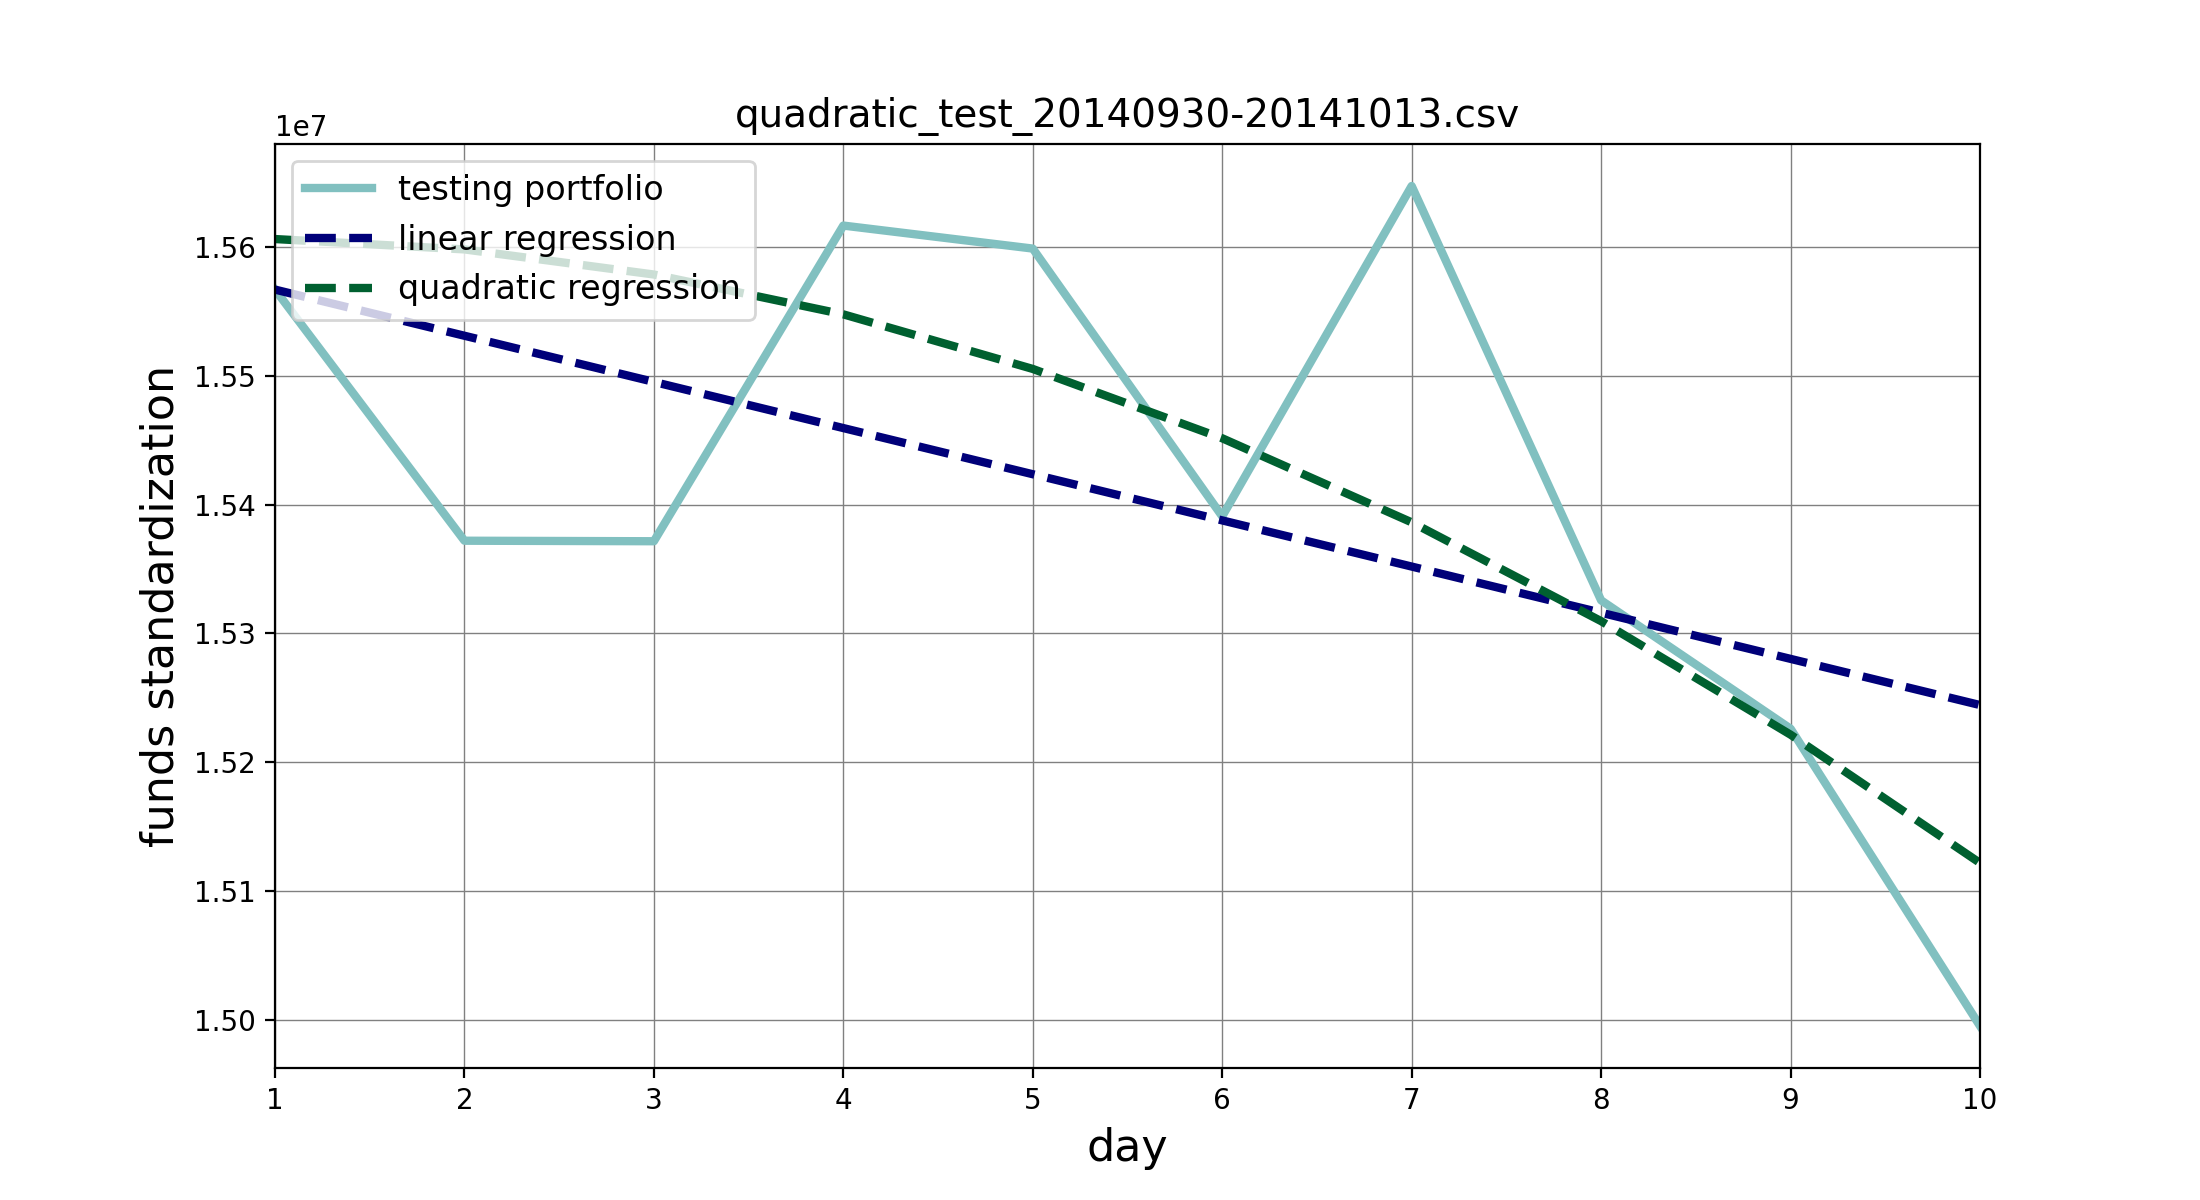 quadratic_test_20140930-20141013.csv
1e7
testing portfolio
linear regression
quadratic regression
funds standardization
1.56
1.55
1.54
1.53
1.52
1.51
1.50
1 2 3 4 5 6 7 8 9 10
day